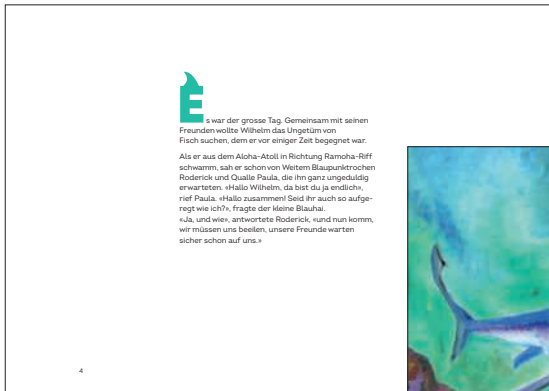 Es war der grosse Tag. Gemeinsam mit seinen
Freunden wollte Wilhelm das Ungetüm von
Fisch suchen, dem er vor einiger Zeit begegnet war.
Als er aus dem Aloha-Atoll in Richtung Ramoha-Riff
schwamm, sah er schon von Weitem Blaupunktrochen
Roderick und Qualle Paula, die ihn ganz ungeduldig
erwarteten. «Hallo Wilhelm, da bist du ja endlich»,
rief Paula. «Hallo zusammen! Seid ihr auch so aufge-
regt wie ich?», fragte der kleine Blauhai.
«Ja, und wie», antwortete Roderick, «und nun komm,
wir müssen uns beeilen, unsere Freunde warten
sicher schon auf uns.»
4